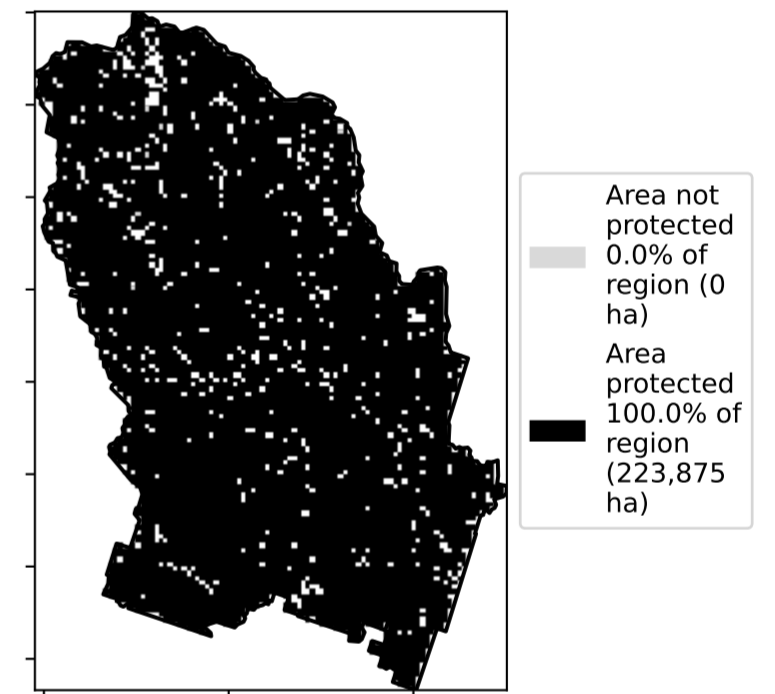 Area not
protected
0.0% of
region (0
ha)
Area
protected
100.0% of
region
(223,875
ha)